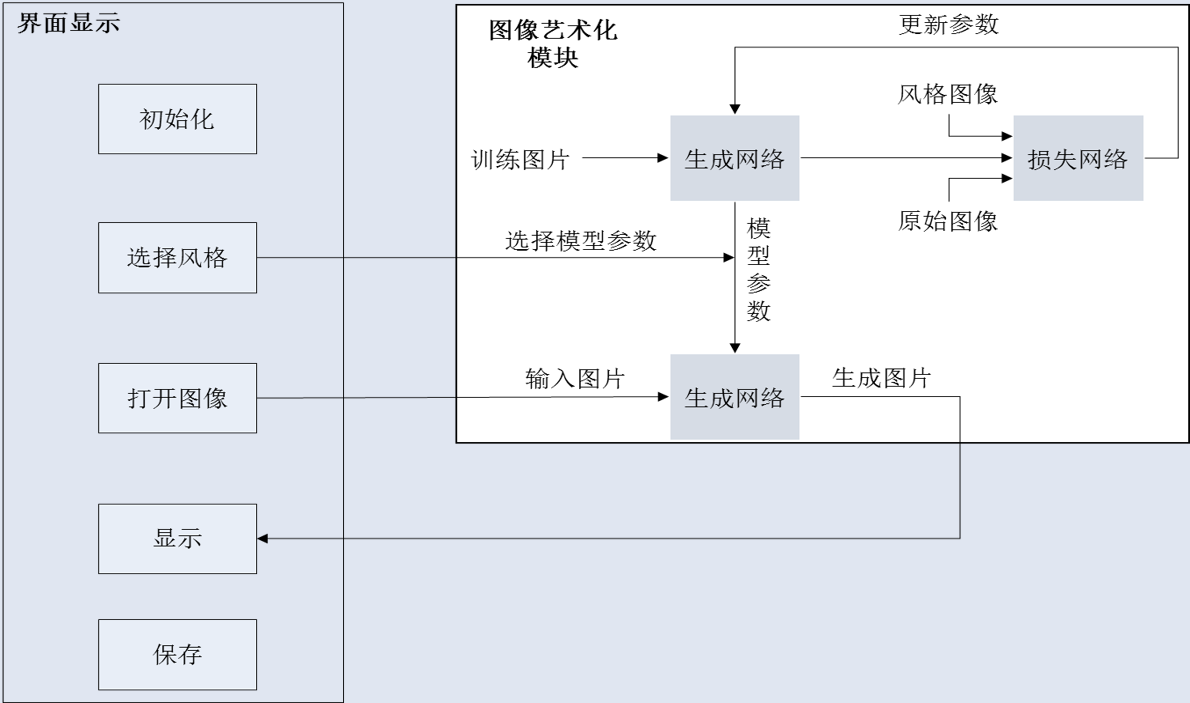 界面显示
初始化
选择风格
打开图像
显示
保存
图像艺术化
模块
更新参数
风格图像
训练图片
生成网络
损失网络
原始图像
选择模型参数
模型参数
输入图片
生成网络
生成图片